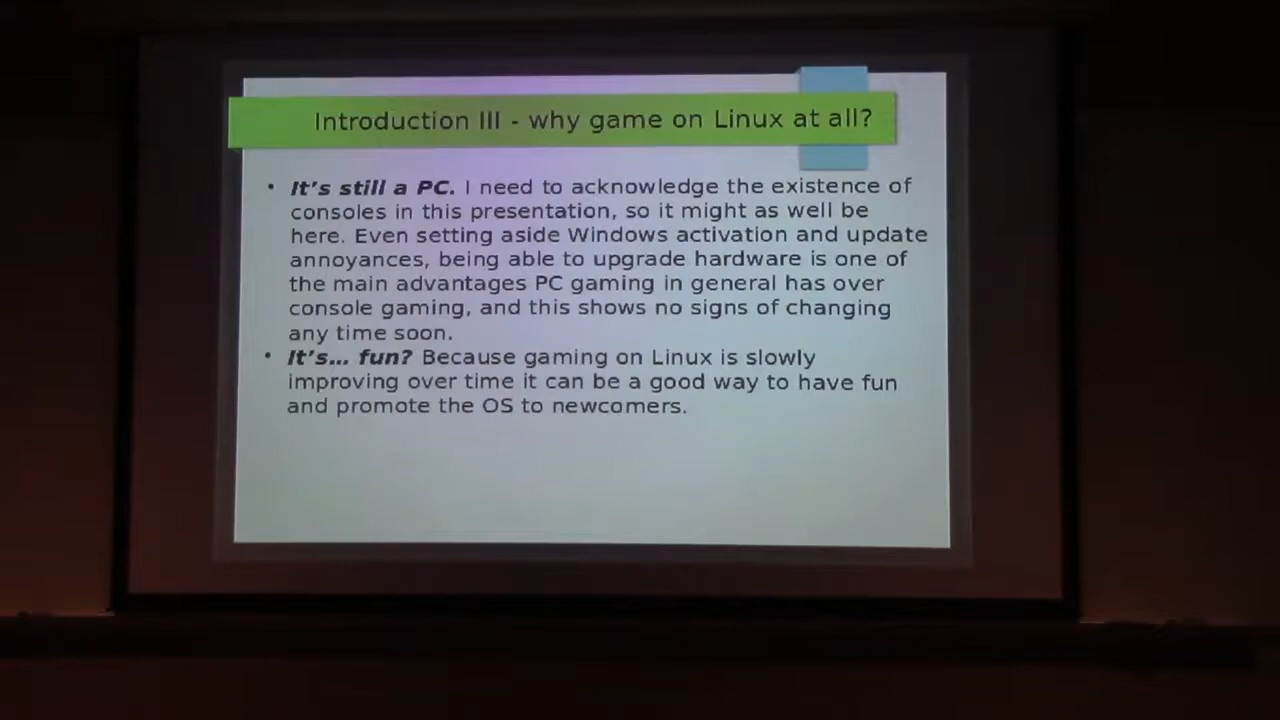 Introduction III - why game on Linux at all?
• It's still a PC. I need to acknowledge the existence of
consoles in this presentation, so it might as well be
here. Even setting aside Windows activation and update
annoyances, being able to upgrade hardware is one of
the main advantages PC gaming in general has over
console gaming, and this shows no signs of changing
any time soon.
• It's... fun? Because gaming on Linux is slowly
improving over time it can be a good way to have fun
and promote the OS to newcomers.